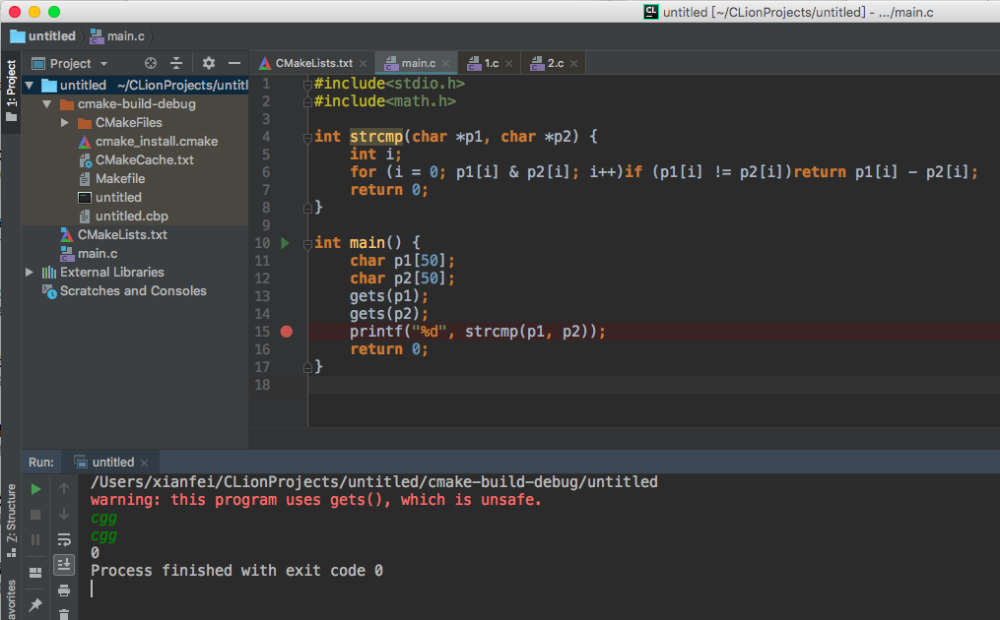 untitled [~/CLionProjects/untitled] - .../main.c
untitled main.c
Project
CMakeLists.txt main.c 1.c 2.c
1: Project
untitled ~/CLionProjects/untitl
cmake-build-debug
CMakeFiles
cmake_install.cmake
CMakeCache.txt
Makefile
untitled
untitled.cbp
CMakeLists.txt
main.c
External Libraries
Scratches and Consoles
1 #include<stdio.h>
2 #include<math.h>
3
4 int strcmp(char *p1, char *p2) {
5 int i;
6 for (i = 0; p1[i] & p2[i]; i++)if (p1[i] != p2[i])return p1[i] - p2[i];
7 return 0;
8 }
9
10 int main() {
11 char p1[50];
12 char p2[50];
13 gets(p1);
14 gets(p2);
15 printf("%d", strcmp(p1, p2));
16 return 0;
17 }
18
Run: untitled
/Users/xianfei/CLionProjects/untitled/cmake-build-debug/untitled
warning: this program uses gets(), which is unsafe.
cgg
cgg
0
Process finished with exit code 0
Z: Structure
avorites